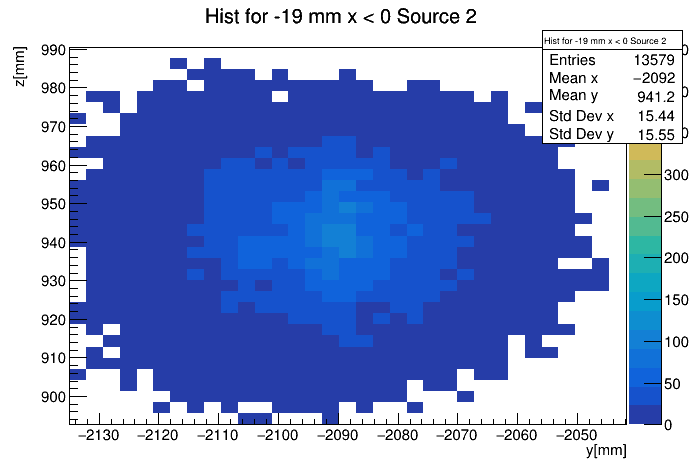 Hist for -19 mm x < 0 Source 2
z[mm]
990
980
970
960
950
940
930
920
910
900
−2130 −2120 −2110 −2100 −2090 −2080 −2070 −2060 −2050
y[mm]
Hist for -19 mm x < 0 Source 2
Entries 13579
Mean x −2092
Mean y 941.2
Std Dev x 15.44
Std Dev y 15.55
300
250
200
150
100
50
0